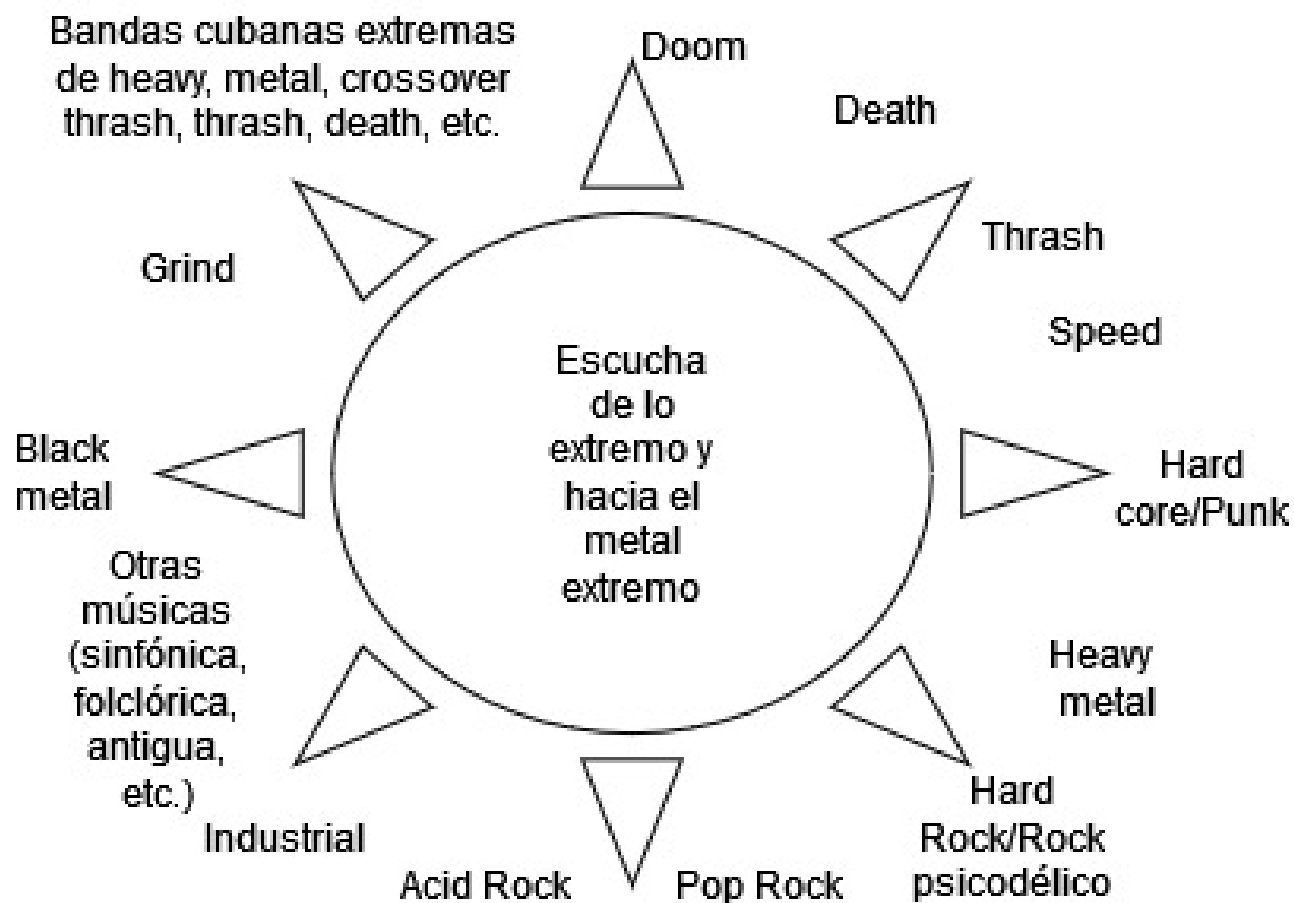 Bandas cubanas extremas
de heavy, metal, crossover
thrash, thrash, death, etc.
Doom
Death
Thrash
Speed
Hard
core/Punk
Heavy
metal
Hard
Rock/Rock
psicodélico
Pop Rock
Acid Rock
Industrial
Otras
músicas
(sinfónica,
folclórica,
antigua,
etc.)
Black
metal
Grind
Escucha
de lo
extremo y
hacia el
metal
extremo